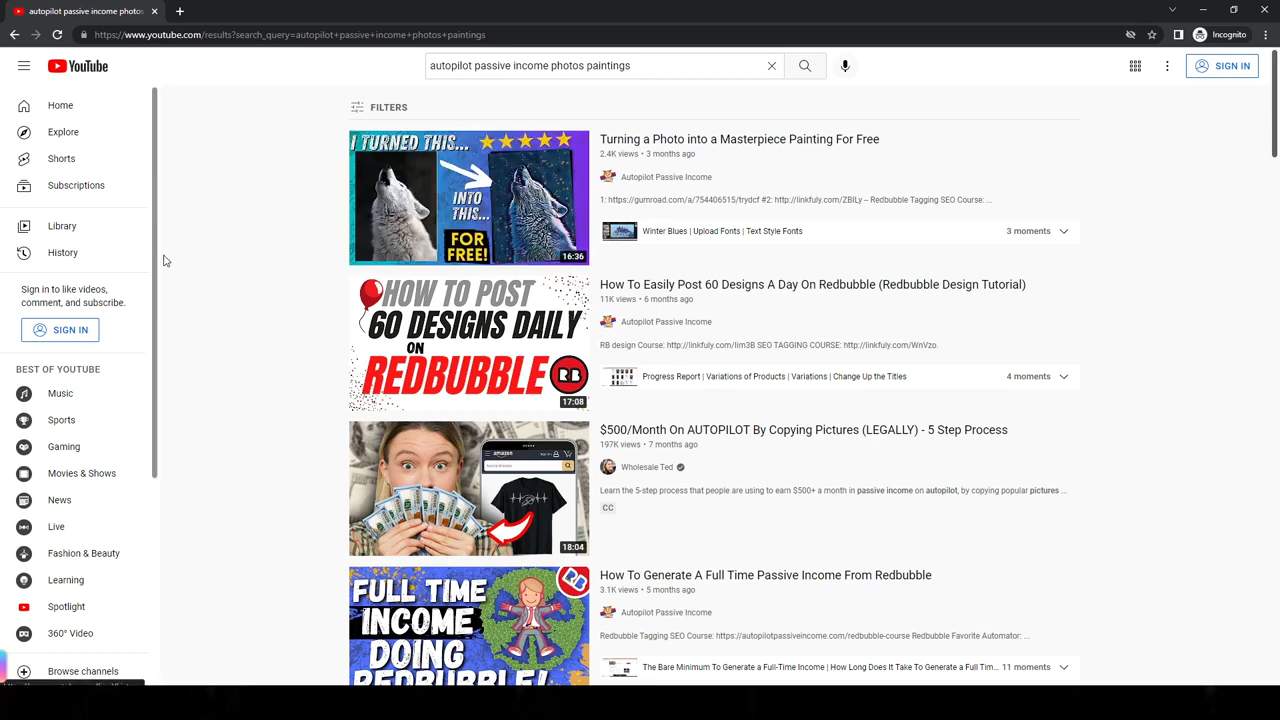 autopilot passive income photos
https://www.youtube.com/results?search_query=autopilot+passive+income+photos+paintings
Incognito
YouTube
autopilot passive income photos paintings
SIGN IN
Home
Explore
Shorts
Subscriptions
Library
History
Sign in to like videos,
comment, and subscribe.
SIGN IN
BEST OF YOUTUBE
Music
Sports
Gaming
Movies & Shows
News
Live
Fashion & Beauty
Learning
Spotlight
360° Video
Browse channels
FILTERS
I TURNED THIS...
INTO
THIS...
FOR
FREE!
16:36
Turning a Photo into a Masterpiece Painting For Free
2.4K views • 3 months ago
Autopilot Passive Income
1: https://gumroad.com/a/754406515/trydcf #2: http://linkfuly.com/ZBILy – Redbubble Tagging SEO Course: ...
Winter Blues | Upload Fonts | Text Style Fonts
3 moments
HOW TO POST
60 DESIGNS DAILY
ON
REDBUBBLE
RB
17:08
How To Easily Post 60 Designs A Day On Redbubble (Redbubble Design Tutorial)
11K views • 6 months ago
Autopilot Passive Income
RB design Course: http://linkfuly.com/lim3B SEO TAGGING COURSE: http://linkfuly.com/WnVzo.
Progress Report | Variations of Products | Variations | Change Up the Titles
4 moments
amazon
18:04
$500/Month On AUTOPILOT By Copying Pictures (LEGALLY) - 5 Step Process
197K views • 7 months ago
Wholesale Ted
Learn the 5-step process that people are using to earn $500+ a month in passive income on autopilot, by copying popular pictures ...
CC
FULL TIME
INCOME
DOING
REDBUBBLE!
RB
How To Generate A Full Time Passive Income From Redbubble
3.1K views • 5 months ago
Autopilot Passive Income
Redbubble Tagging SEO Course: https://autopilotpassiveincome.com/redbubble-course Redbubble Favorite Automator: ...
The Bare Minimum To Generate a Full-Time Income | How Long Does It Take To Generate a Full Tim...
11 moments